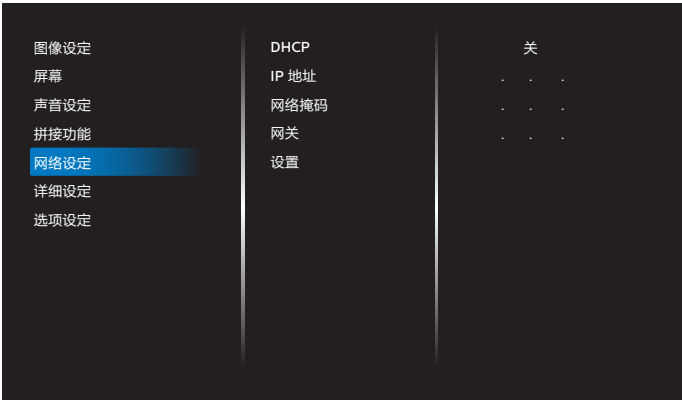 图像设定
屏幕
声音设定
拼接功能
网络设定
详细设定
选项设定
DHCP 关
IP 地址 . . .
网络掩码 . . .
网关 . . .
设置